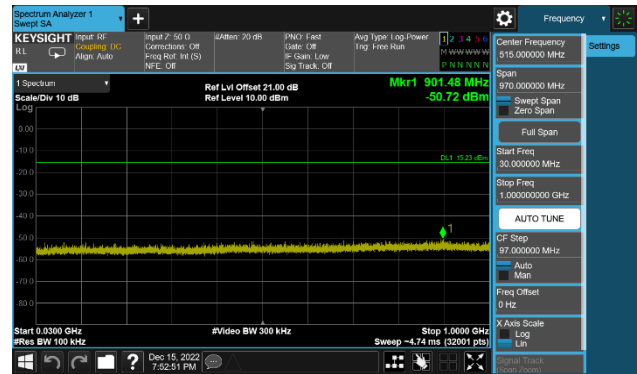 Spectrum Analyzer 1
Swept SA
Frequency
KEYSIGHT
RL
LXI
Input: RF
Coupling: DC
Align: Auto
Input Z: 50 Ω
Corrections: Off
Freq Ref: Int (S)
NFE: Off
#Atten: 20 dB
PNO: Fast
Gate: Off
IF Gain: Low
Sig Track: Off
Avg Type: Log-Power
Trig: Free Run
1 2 3 4 5 6
M W W W W W
P N N N N N
1 Spectrum
Scale/Div 10 dB
Log
Ref Lvl Offset 21.00 dB
Ref Level 10.00 dBm
Mkr1 901.48 MHz
-50.72 dBm
0.00
-10.0
-20.0
-30.0
-40.0
-50.0
-60.0
-70.0
-80.0
DL1 -15.23 dBm
1
Start 0.0300 GHz
#Res BW 100 kHz
#Video BW 300 kHz
Stop 1.0000 GHz
Sweep ~4.74 ms (32001 pts)
Center Frequency
515.000000 MHz
Settings
Span
970.000000 MHz
Swept Span
Zero Span
Full Span
Start Freq
30.000000 MHz
Stop Freq
1.000000000 GHz
AUTO TUNE
CF Step
97.000000 MHz
Auto
Man
Freq Offset
0 Hz
X Axis Scale
Log
Lin
Signal Track
(Span Zoom)
?
Dec 15, 2022
7:52:51 PM